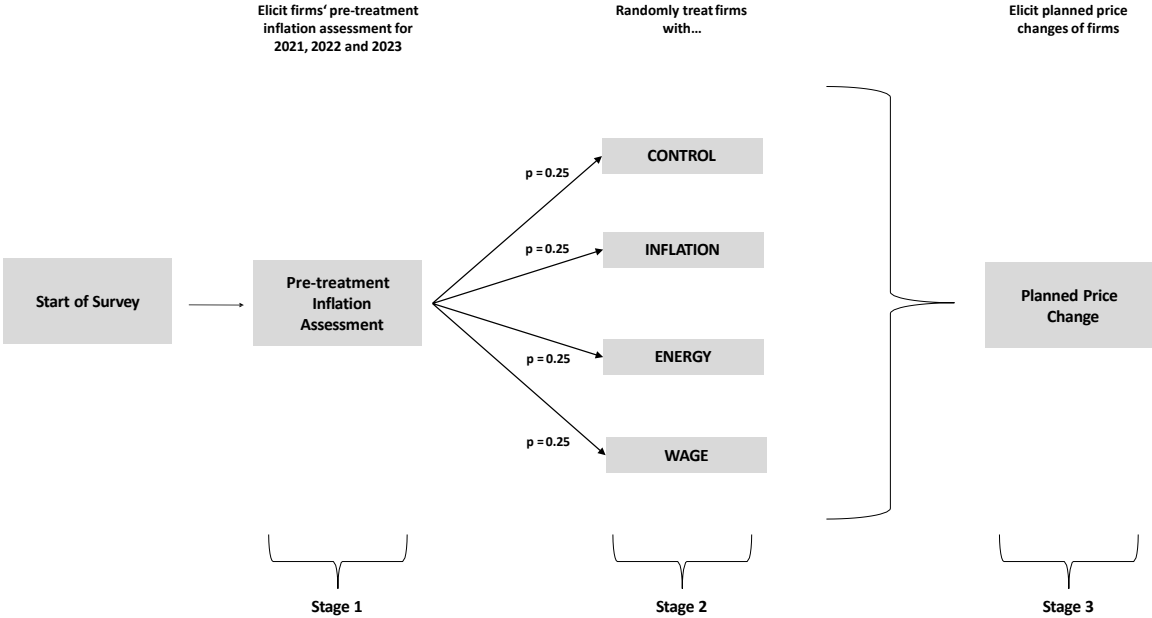 Elicit firms‘ pre-treatment
inflation assessment for
2021, 2022 and 2023
Randomly treat firms
with…
Elicit planned price
changes of firms
Start of Survey
Pre-treatment
Inflation
Assessment
p = 0.25
p = 0.25
p = 0.25
p = 0.25
CONTROL
INFLATION
ENERGY
WAGE
Planned Price
Change
Stage 1
Stage 2
Stage 3